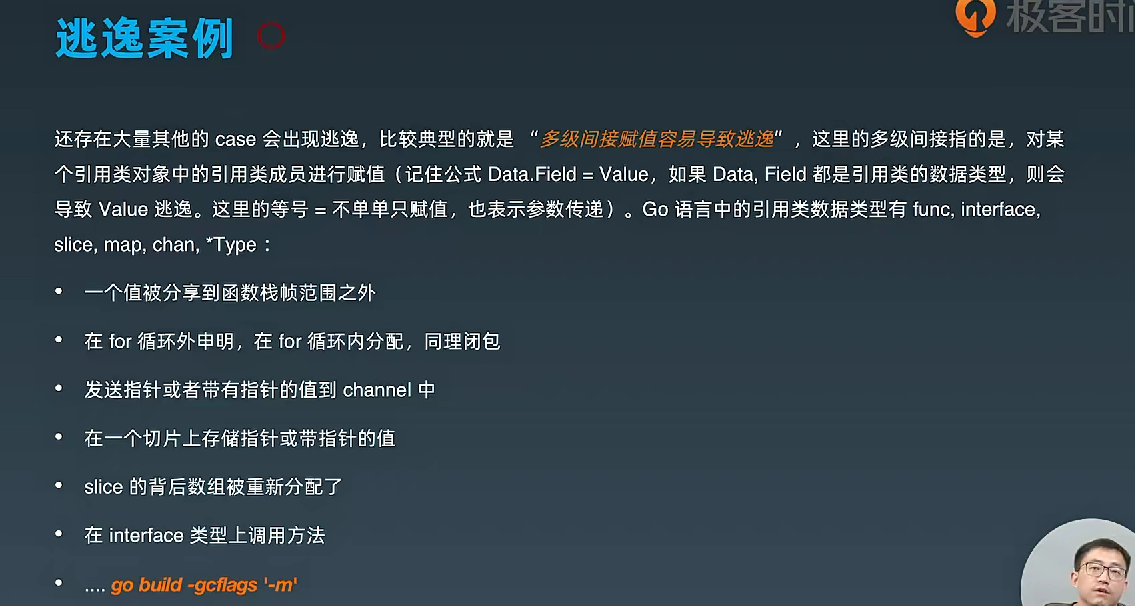 逃逸案例
极客时间
还存在大量其他的 case 会出现逃逸，比较典型的就是 “多级间接赋值容易导致逃逸“ ，这里的多级间接指的是，对某
个引用类对象中的引用类成员进行赋值（记住公式 Data.Field = Value，如果 Data, Field 都是引用类的数据类型，则会
导致 Value 逃逸。这里的等号 = 不单单只赋值，也表示参数传递）。Go 语言中的引用类数据类型有 func, interface,
slice, map, chan, *Type：
• 一个值被分享到函数栈帧范围之外
• 在 for 循环外申明，在 for 循环内分配，同理闭包
• 发送指针或者带有指针的值到 channel 中
• 在一个切片上存储指针或带指针的值
• slice 的背后数组被重新分配了
• 在 interface 类型上调用方法
• .... go build -gcflags '-m'